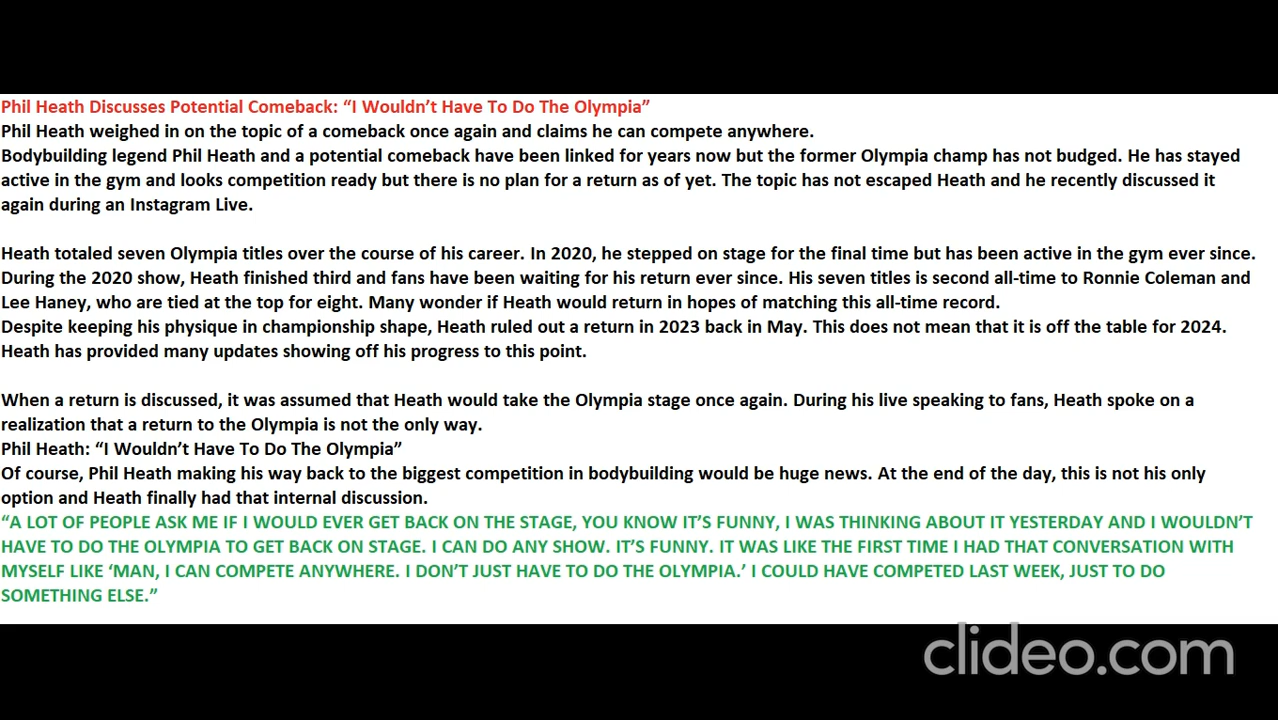 Phil Heath Discusses Potential Comeback: “I Wouldn’t Have To Do The Olympia”
Phil Heath weighed in on the topic of a comeback once again and claims he can compete anywhere.
Bodybuilding legend Phil Heath and a potential comeback have been linked for years now but the former Olympia champ has not budged. He has stayed
active in the gym and looks competition ready but there is no plan for a return as of yet. The topic has not escaped Heath and he recently discussed it
again during an Instagram Live.
Heath totaled seven Olympia titles over the course of his career. In 2020, he stepped on stage for the final time but has been active in the gym ever since.
During the 2020 show, Heath finished third and fans have been waiting for his return ever since. His seven titles is second all-time to Ronnie Coleman and
Lee Haney, who are tied at the top for eight. Many wonder if Heath would return in hopes of matching this all-time record.
Despite keeping his physique in championship shape, Heath ruled out a return in 2023 back in May. This does not mean that it is off the table for 2024.
Heath has provided many updates showing off his progress to this point.
When a return is discussed, it was assumed that Heath would take the Olympia stage once again. During his live speaking to fans, Heath spoke on a
realization that a return to the Olympia is not the only way.
Phil Heath: “I Wouldn’t Have To Do The Olympia”
Of course, Phil Heath making his way back to the biggest competition in bodybuilding would be huge news. At the end of the day, this is not his only
option and Heath finally had that internal discussion.
“A LOT OF PEOPLE ASK ME IF I WOULD EVER GET BACK ON THE STAGE, YOU KNOW IT’S FUNNY, I WAS THINKING ABOUT IT YESTERDAY AND I WOULDN’T
HAVE TO DO THE OLYMPIA TO GET BACK ON STAGE. I CAN DO ANY SHOW. IT’S FUNNY. IT WAS LIKE THE FIRST TIME I HAD THAT CONVERSATION WITH
MYSELF LIKE ‘MAN, I CAN COMPETE ANYWHERE. I DON’T JUST HAVE TO DO THE OLYMPIA.’ I COULD HAVE COMPETED LAST WEEK, JUST TO DO
SOMETHING ELSE.”
clideo.com